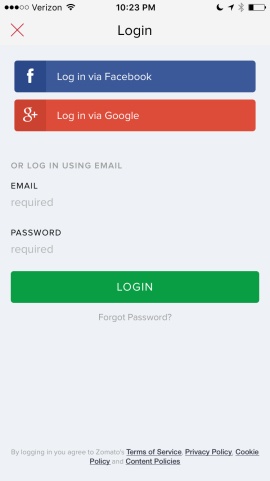 Verizon 10:23 PM
Login
f Log in via Facebook
g+ Log in via Google
OR LOG IN USING EMAIL
EMAIL
required
PASSWORD
required
LOGIN
Forgot Password?
By logging in you agree to Zomato's Terms of Service, Privacy Policy, Cookie
Policy and Content Policies